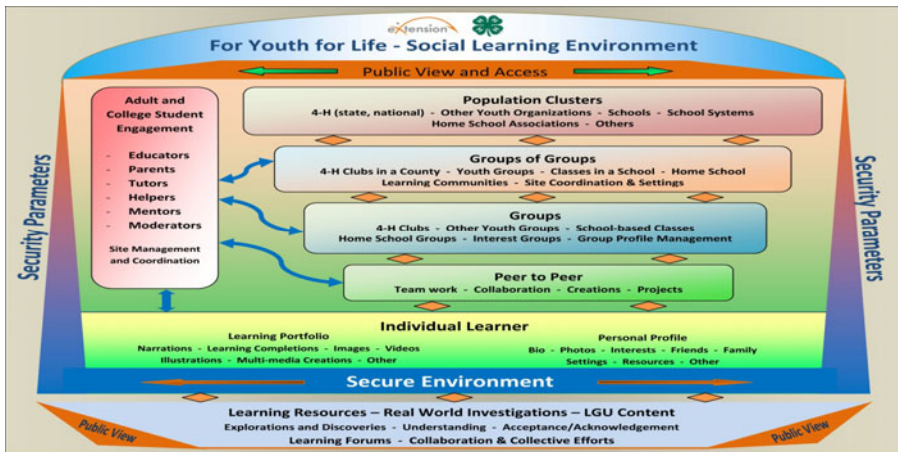 eXtension
For Youth for Life - Social Learning Environment
Public View and Access
Adult and
College Student
Engagement
- Educators
- Parents
- Tutors
- Helpers
- Mentors
- Moderators
Site Management
and Coordination
Population Clusters
4-H (state, national) - Other Youth Organizations - Schools - School Systems
Home School Associations - Others
Groups of Groups
4-H Clubs in a County - Youth Groups - Classes in a School - Home School
Learning Communities - Site Coordination & Settings
Groups
4-H Clubs - Other Youth Groups - School-based Classes
Home School Groups - Interest Groups - Group Profile Management
Peer to Peer
Team work - Collaboration - Creations - Projects
Security Parameters
Security Parameters
Individual Learner
Learning Portfolio
Narrations - Learning Completions - Images - Videos
Illustrations - Multi-media Creations - Other
Personal Profile
Bio - Photos - Interests - Friends - Family
Settings - Resources - Other
Secure Environment
Learning Resources – Real World Investigations – LGU Content
Explorations and Discoveries - Understanding - Acceptance/Acknowledgement
Learning Forums - Collaboration & Collective Efforts
Public View
Public View